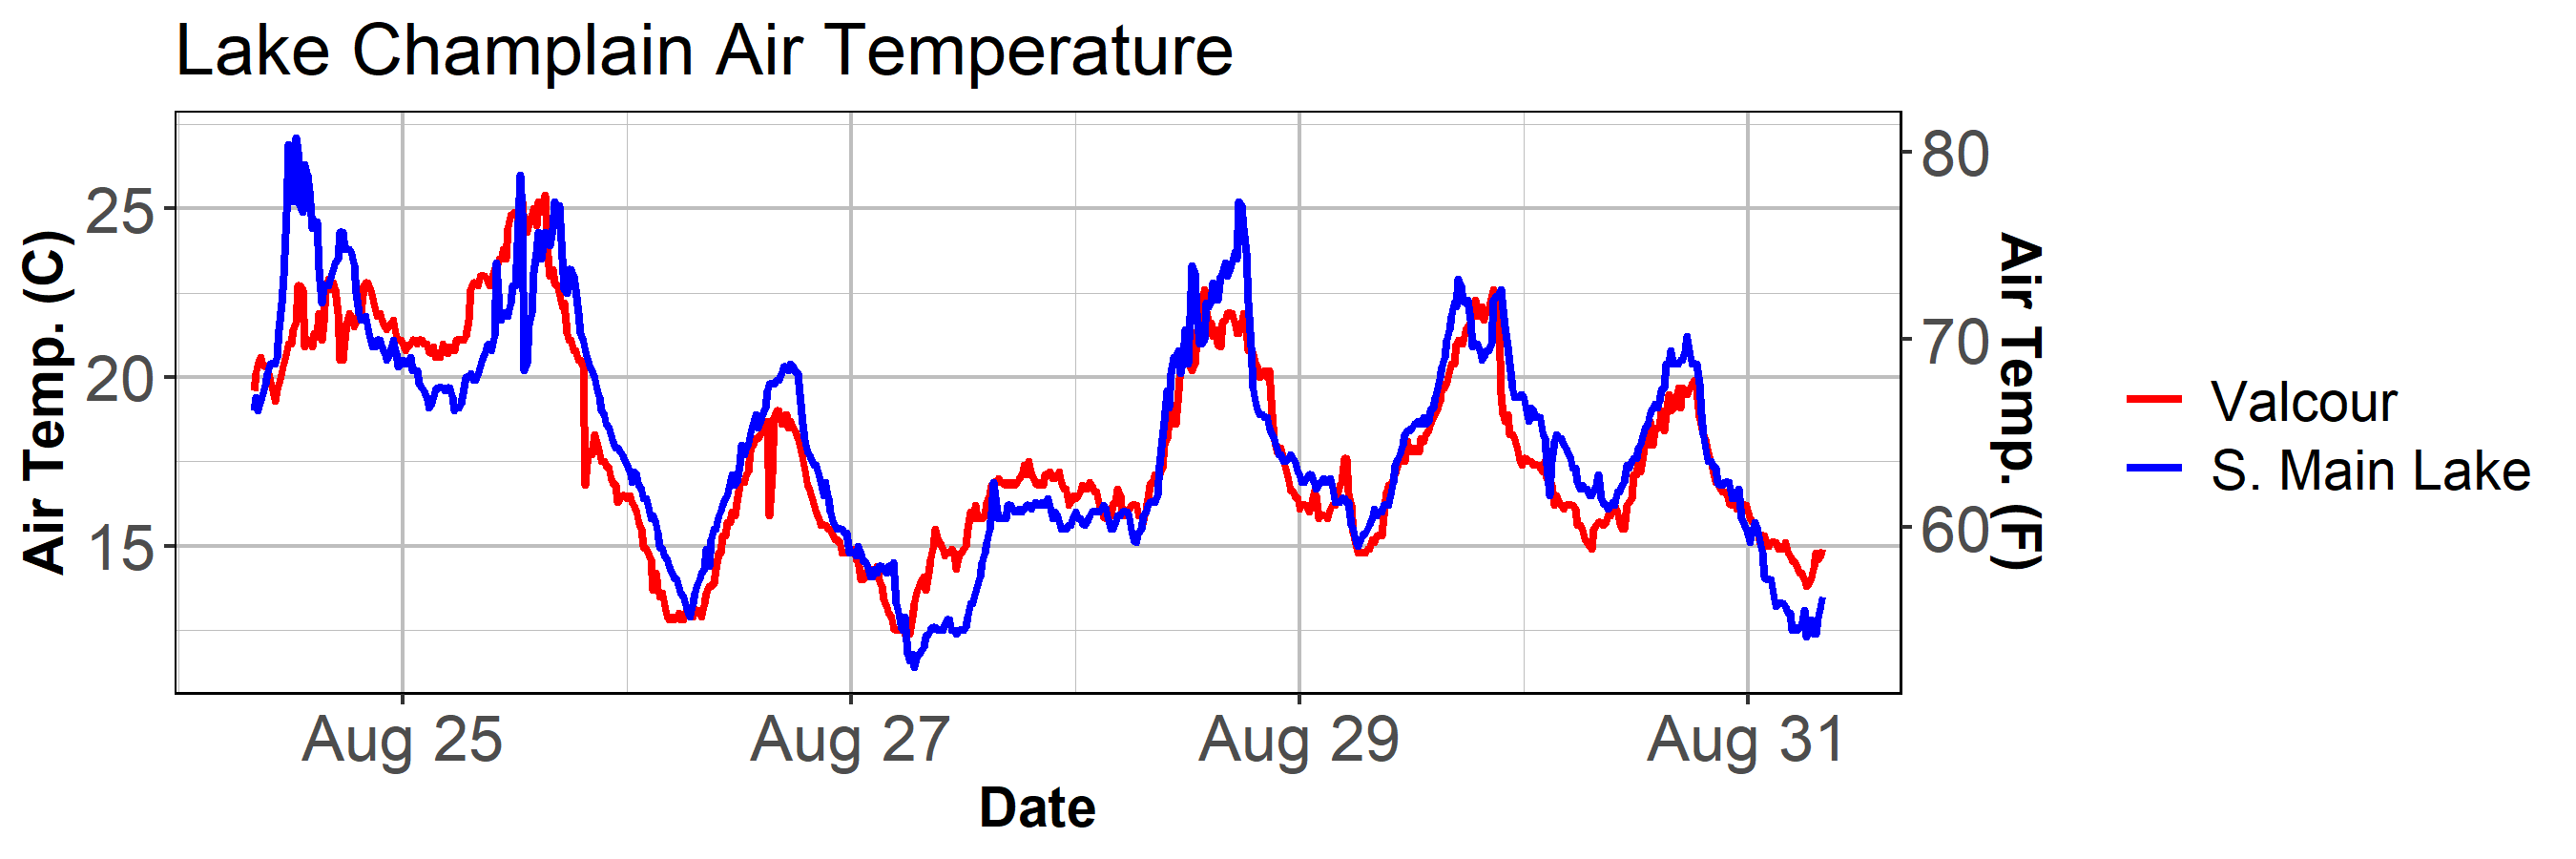 Lake Champlain Air Temperature
Air Temp. (C)
25
20
15
80
70
60
Air Temp. (F)
Valcour
S. Main Lake
Aug 25
Aug 27
Aug 29
Aug 31
Date